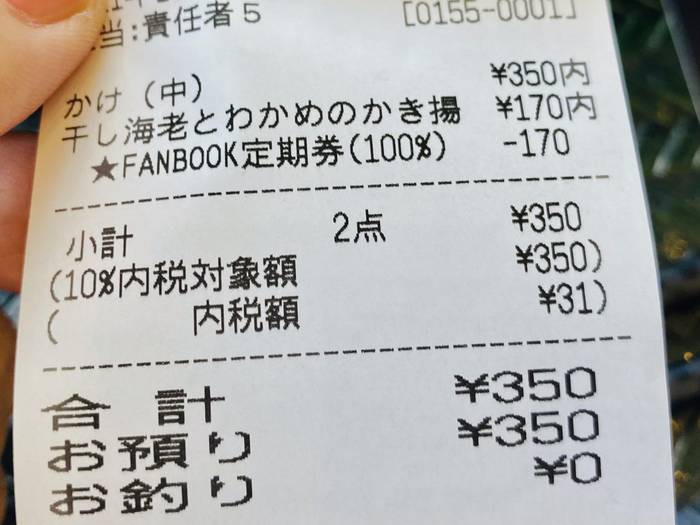 当:責任者5 [0155-0001]
かけ(中) ¥350内
干し海老とわかめのかき揚 ¥170内
★FANBOOK定期券(100%) -170
小計 2点 ¥350
(10%内税対象額 ¥350)
( 内税額 ¥31)
合 計 ¥350
お預り ¥350
お釣り ¥0